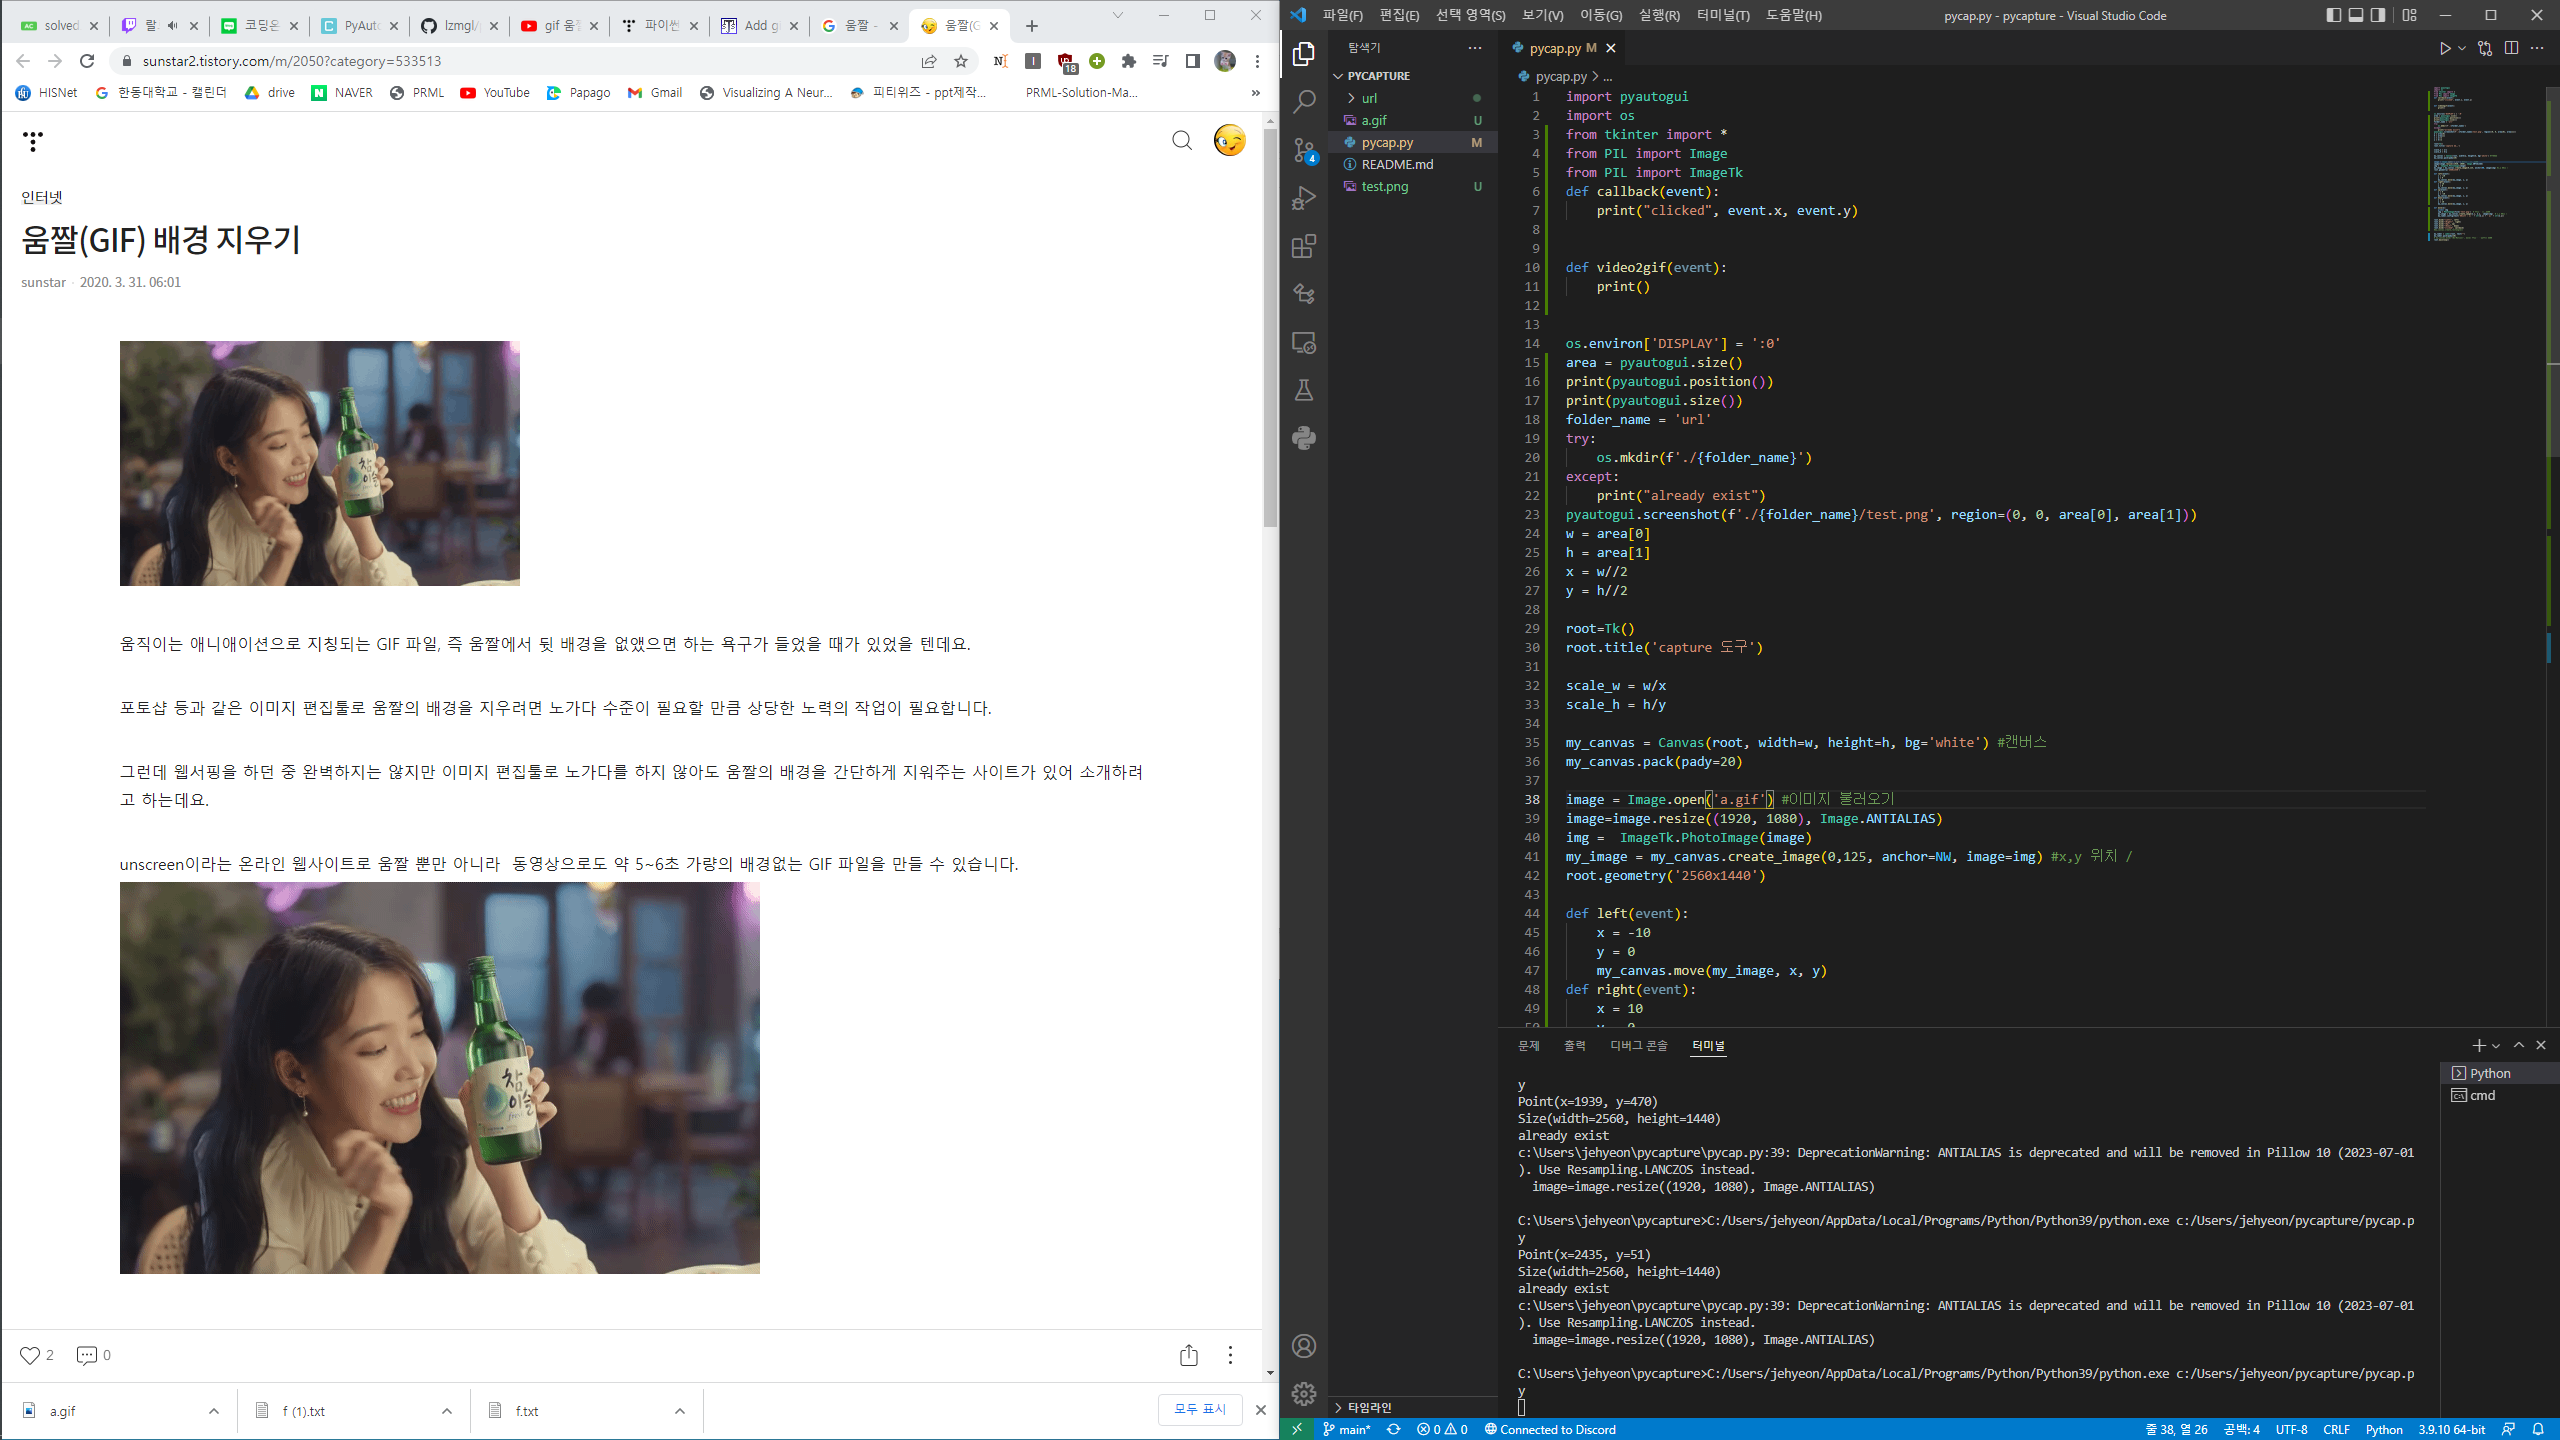 solved
랄
코딩온
PyAuto
lzmgl/
gif 움
파이썬
Add g
움짤 -
움짤(G
sunstar2.tistory.com/m/2050?category=533513
18
HISNet
한동대학교 - 캘린더
drive
NAVER
PRML
YouTube
Papago
Gmail
Visualizing A Neur...
피티위즈 - ppt제작...
PRML-Solution-Ma...
»
인터넷
움짤(GIF) 배경 지우기
sunstar · 2020. 3. 31. 06:01
참이슬
움직이는 애니애이션으로 지칭되는 GIF 파일, 즉 움짤에서 뒷 배경을 없앴으면 하는 욕구가 들었을 때가 있었을 텐데요.
포토샵 등과 같은 이미지 편집툴로 움짤의 배경을 지우려면 노가다 수준이 필요할 만큼 상당한 노력의 작업이 필요합니다.
그런데 웹서핑을 하던 중 완벽하지는 않지만 이미지 편집툴로 노가다를 하지 않아도 움짤의 배경을 간단하게 지워주는 사이트가 있어 소개하려
고 하는데요.
unscreen이라는 온라인 웹사이트로 움짤 뿐만 아니라  동영상으로도 약 5~6초 가량의 배경없는 GIF 파일을 만들 수 있습니다.
참이슬
fresh
2
0
a.gif
f (1).txt
f.txt
모두 표시
파일(F) 편집(E) 선택 영역(S) 보기(V) 이동(G) 실행(R) 터미널(T) 도움말(H)
pycap.py - pycapture - Visual Studio Code
탐색기
PYCAPTURE
url
a.gif U
pycap.py M
README.md
test.png U
타임라인
4
pycap.py M
pycap.py > ...
1 import pyautogui
2 import os
3 from tkinter import *
4 from PIL import Image
5 from PIL import ImageTk
6 def callback(event):
7     print("clicked", event.x, event.y)
8
9
10 def video2gif(event):
11     print()
12
13
14 os.environ['DISPLAY'] = ':0'
15 area = pyautogui.size()
16 print(pyautogui.position())
17 print(pyautogui.size())
18 folder_name = 'url'
19 try:
20     os.mkdir(f'./{folder_name}')
21 except:
22     print("already exist")
23 pyautogui.screenshot(f'./{folder_name}/test.png', region=(0, 0, area[0], area[1]))
24 w = area[0]
25 h = area[1]
26 x = w//2
27 y = h//2
28
29 root=Tk()
30 root.title('capture 도구')
31
32 scale_w = w/x
33 scale_h = h/y
34
35 my_canvas = Canvas(root, width=w, height=h, bg='white') #캔버스
36 my_canvas.pack(pady=20)
37
38 image = Image.open('a.gif') #이미지 불러오기
39 image=image.resize((1920, 1080), Image.ANTIALIAS)
40 img =  ImageTk.PhotoImage(image)
41 my_image = my_canvas.create_image(0,125, anchor=NW, image=img) #x,y 위치 /
42 root.geometry('2560x1440')
43
44 def left(event):
45     x = -10
46     y = 0
47     my_canvas.move(my_image, x, y)
48 def right(event):
49     x = 10
50     y = 0
문제 출력 디버그 콘솔 터미널
Python
cmd
y
Point(x=1939, y=470)
Size(width=2560, height=1440)
already exist
c:\Users\jehyeon\pycapture\pycap.py:39: DeprecationWarning: ANTIALIAS is deprecated and will be removed in Pillow 10 (2023-07-01
). Use Resampling.LANCZOS instead.
  image=image.resize((1920, 1080), Image.ANTIALIAS)
C:\Users\jehyeon\pycapture>C:/Users/jehyeon/AppData/Local/Programs/Python/Python39/python.exe c:/Users/jehyeon/pycapture/pycap.p
y
Point(x=2435, y=51)
Size(width=2560, height=1440)
already exist
c:\Users\jehyeon\pycapture\pycap.py:39: DeprecationWarning: ANTIALIAS is deprecated and will be removed in Pillow 10 (2023-07-01
). Use Resampling.LANCZOS instead.
  image=image.resize((1920, 1080), Image.ANTIALIAS)
C:\Users\jehyeon\pycapture>C:/Users/jehyeon/AppData/Local/Programs/Python/Python39/python.exe c:/Users/jehyeon/pycapture/pycap.p
y
main* 0 0 Connected to Discord
줄 38, 열 26 공백: 4 UTF-8 CRLF Python 3.9.10 64-bit